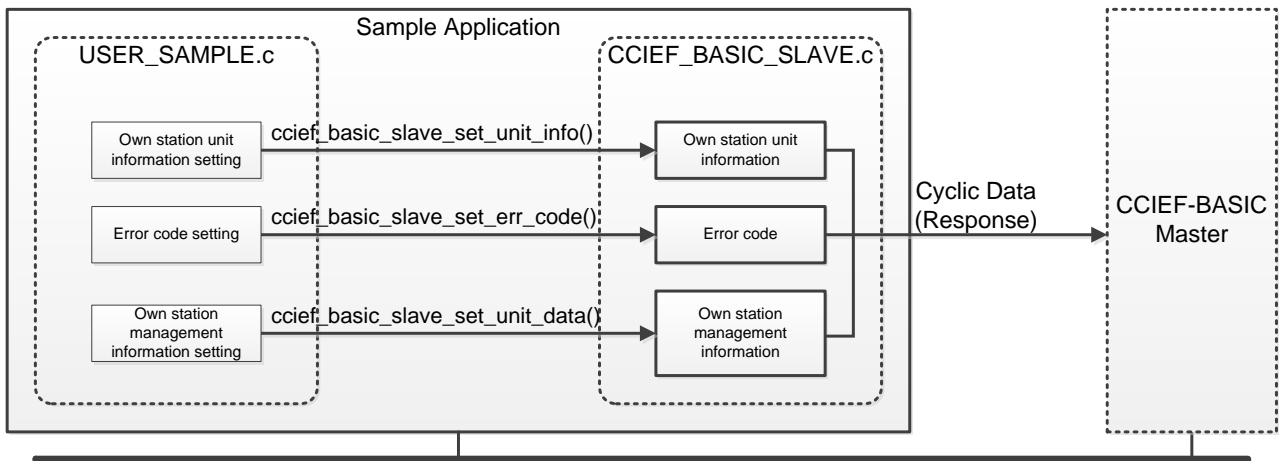 Sample Application
USER_SAMPLE.c
CCIEF_BASIC_SLAVE.c
Own station unit
information setting
ccief_basic_slave_set_unit_info()
Own station unit
information
Error code setting
ccief_basic_slave_set_err_code()
Error code
Own station
management
information setting
ccief_basic_slave_set_unit_data()
Own station
management
information
Cyclic Data
(Response)
CCIEF-BASIC
Master